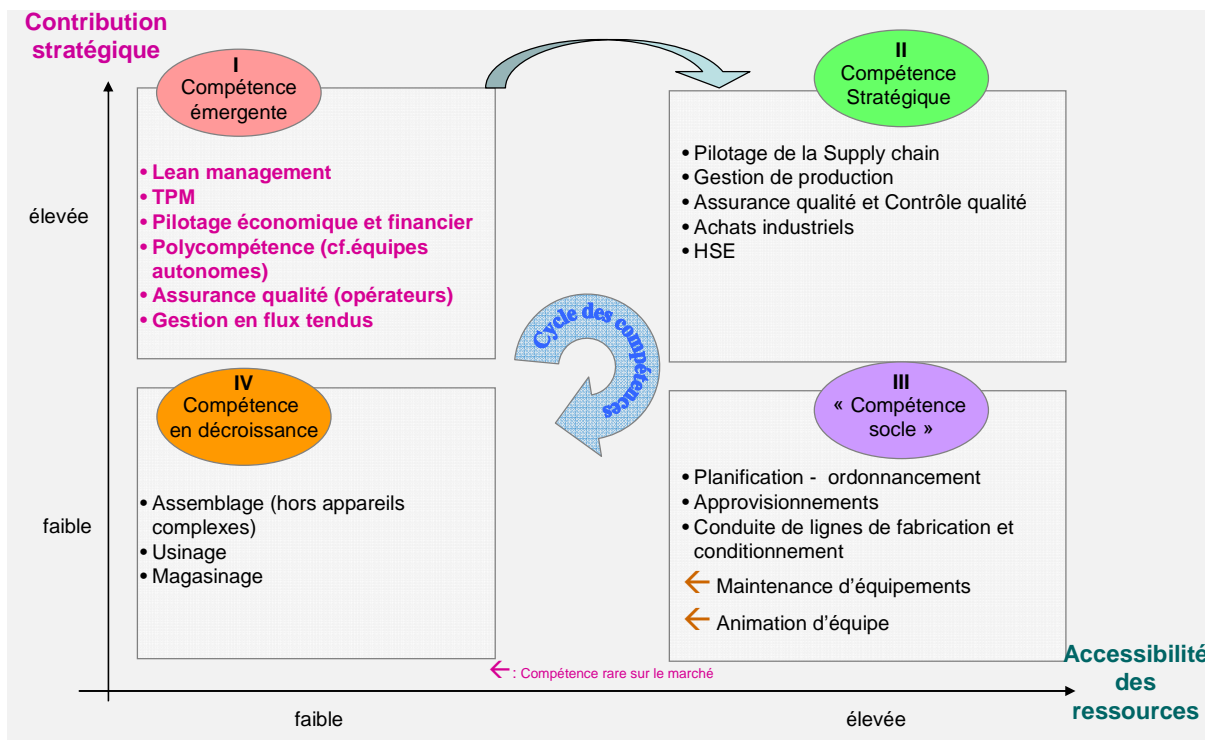 Contribution
stratégique
I
Compétence
émergente
II
Compétence
Stratégique
élevée
• Lean management
• TPM
• Pilotage économique et financier
• Polycompétence (cf.équipes
autonomes)
• Assurance qualité (opérateurs)
• Gestion en flux tendus
• Pilotage de la Supply chain
• Gestion de production
• Assurance qualité et Contrôle qualité
• Achats industriels
• HSE
Cycle des compétences
IV
Compétence
en décroissance
III
« Compétence
socle »
faible
• Assemblage (hors appareils
complexes)
• Usinage
• Magasinage
• Planification - ordonnancement
• Approvisionnements
• Conduite de lignes de fabrication et
conditionnement
← Maintenance d’équipements
← Animation d’équipe
← : Compétence rare sur le marché
Accessibilité
des
ressources
faible
élevée